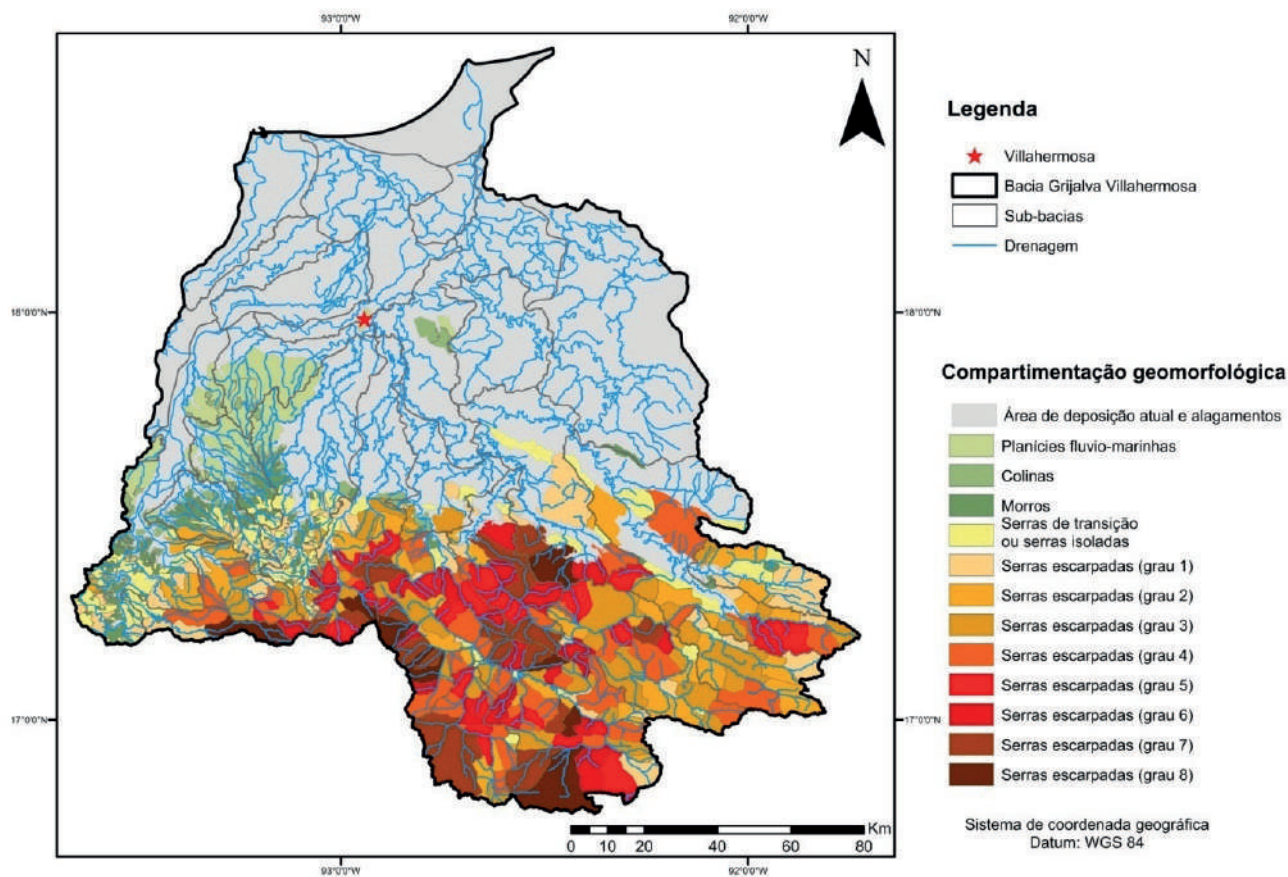 93°0'0"W
92°0'0"W
N
18°0'0"N
18°0'0"N
17°0'0"N
17°0'0"N
Km
0 10 20 40 60 80
93°0'0"W
92°0'0"W
Legenda
Villahermosa
Bacia Grijalva Villahermosa
Sub-bacias
Drenagem
Compartimentação geomorfológica
Área de deposição atual e alagamentos
Planícies fluvio-marinhas
Colinas
Morros
Serras de transição
ou serras isoladas
Serras escarpadas (grau 1)
Serras escarpadas (grau 2)
Serras escarpadas (grau 3)
Serras escarpadas (grau 4)
Serras escarpadas (grau 5)
Serras escarpadas (grau 6)
Serras escarpadas (grau 7)
Serras escarpadas (grau 8)
Sistema de coordenada geográfica
Datum: WGS 84